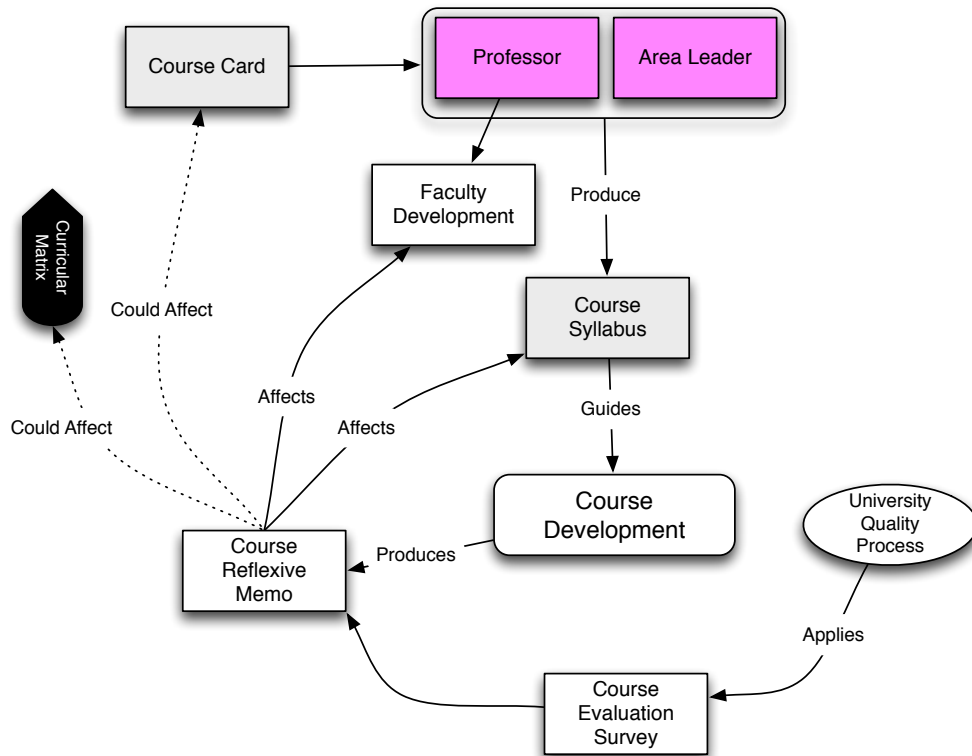 Course Card
Professor
Area Leader
Faculty
Development
Produce
Curricular
Matrix
Could Affect
Course
Syllabus
Affects
Affects
Guides
Could Affect
Course
Development
University
Quality
Process
Course
Reflexive
Memo
Produces
Applies
Course
Evaluation
Survey